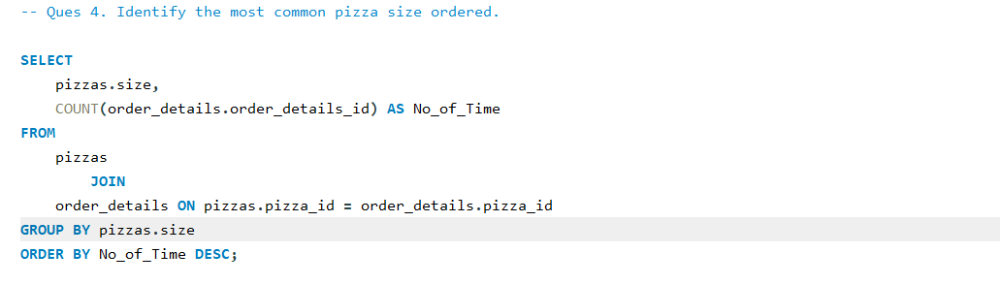 -- Ques 4. Identify the most common pizza size ordered.
SELECT
pizzas.size,
COUNT(order_details.order_details_id) AS No_of_Time
FROM
pizzas
JOIN
order_details ON pizzas.pizza_id = order_details.pizza_id
GROUP BY pizzas.size
ORDER BY No_of_Time DESC;